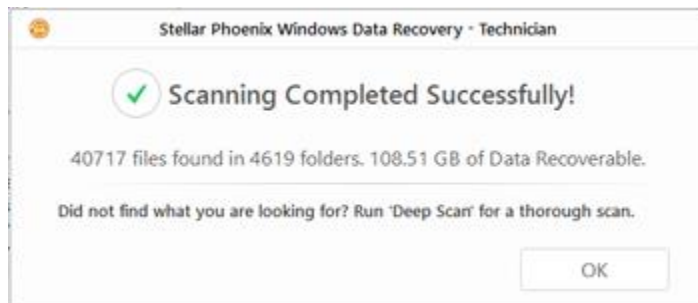 Stellar Phoenix Windows Data Recovery - Technician
Scanning Completed Successfully!
40717 files found in 4619 folders. 108.51 GB of Data Recoverable.
Did not find what you are looking for? Run 'Deep Scan' for a thorough scan.
OK